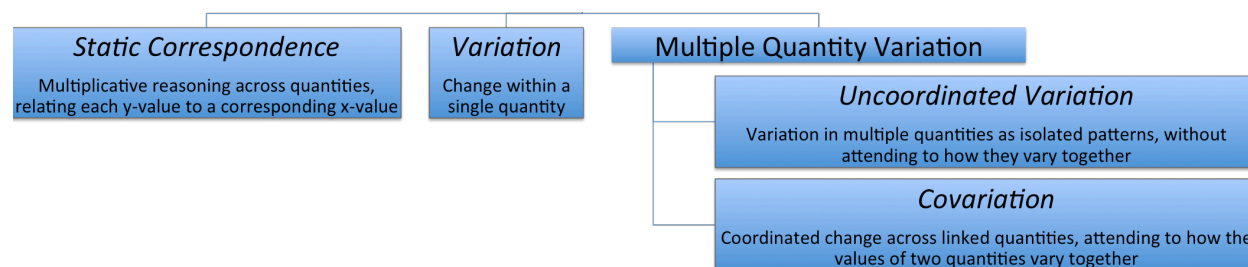 Static Correspondence
Multiplicative reasoning across quantities,
relating each y-value to a corresponding x-value
Variation
Change within a
single quantity
Multiple Quantity Variation
Uncoordinated Variation
Variation in multiple quantities as isolated patterns, without
attending to how they vary together
Covariation
Coordinated change across linked quantities, attending to how the
values of two quantities vary together